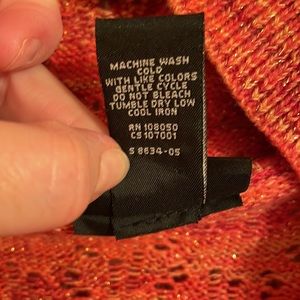 MACHINE WASH
COLD
WITH LIKE COLORS
GENTLE CYCLE
DO NOT BLEACH
TUMBLE DRY LOW
COOL IRON
RN 108050
CS 107001
S 8634-05